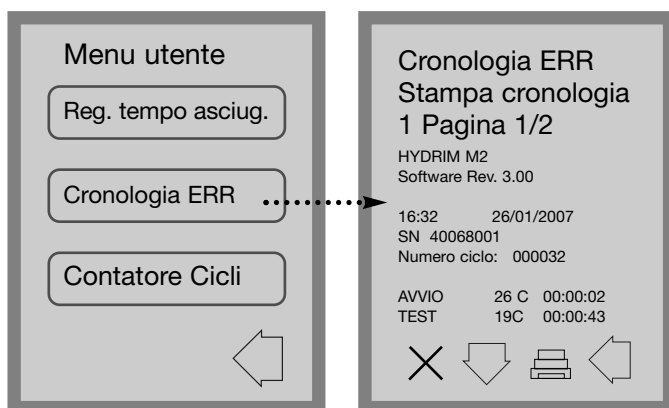 Menu utente
Reg. tempo asciug.
Cronologia ERR
Contatore Cicli
Cronologia ERR
Stampa cronologia
1 Pagina 1/2
HYDRIM M2
Software Rev. 3.00
16:32 26/01/2007
SN 40068001
Numero ciclo: 000032
AVVIO 26 C 00:00:02
TEST 19C 00:00:43